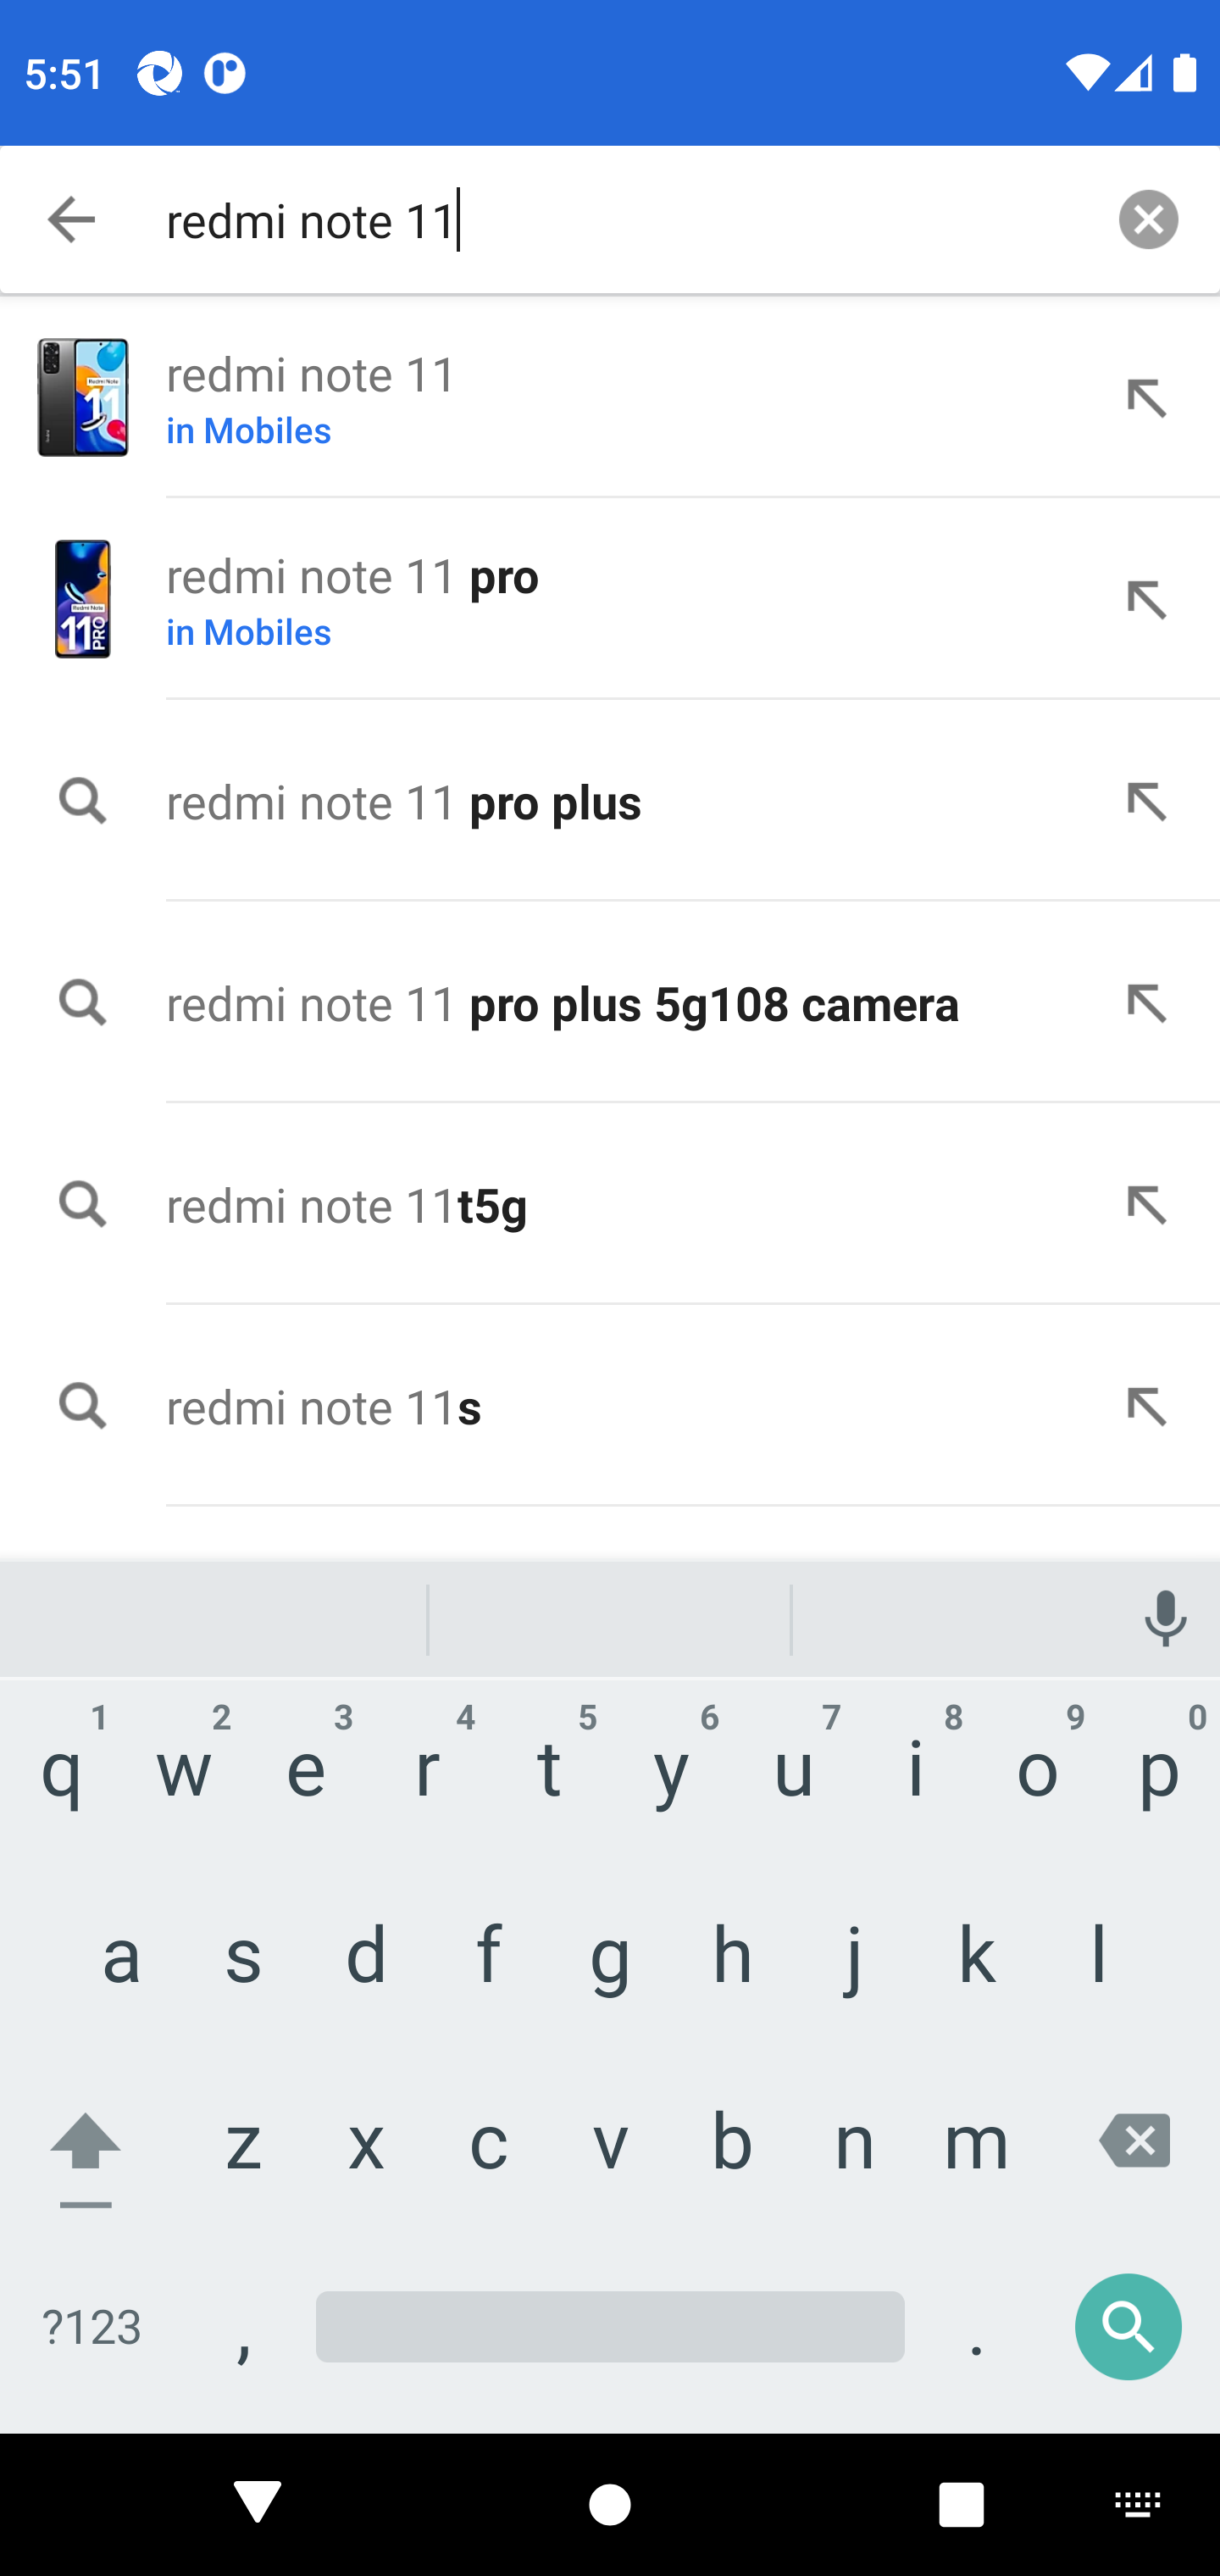 5:51
redmi note 11
redmi note 11
in Mobiles
redmi note 11 pro
in Mobiles
redmi note 11 pro plus
redmi note 11 pro plus 5g108 camera
redmi note 11t5g
redmi note 11s
1 2 3 4 5 6 7 8 9 0
q w e r t y u i o p
a s d f g h j k l
z x c v b n m
?123 , .